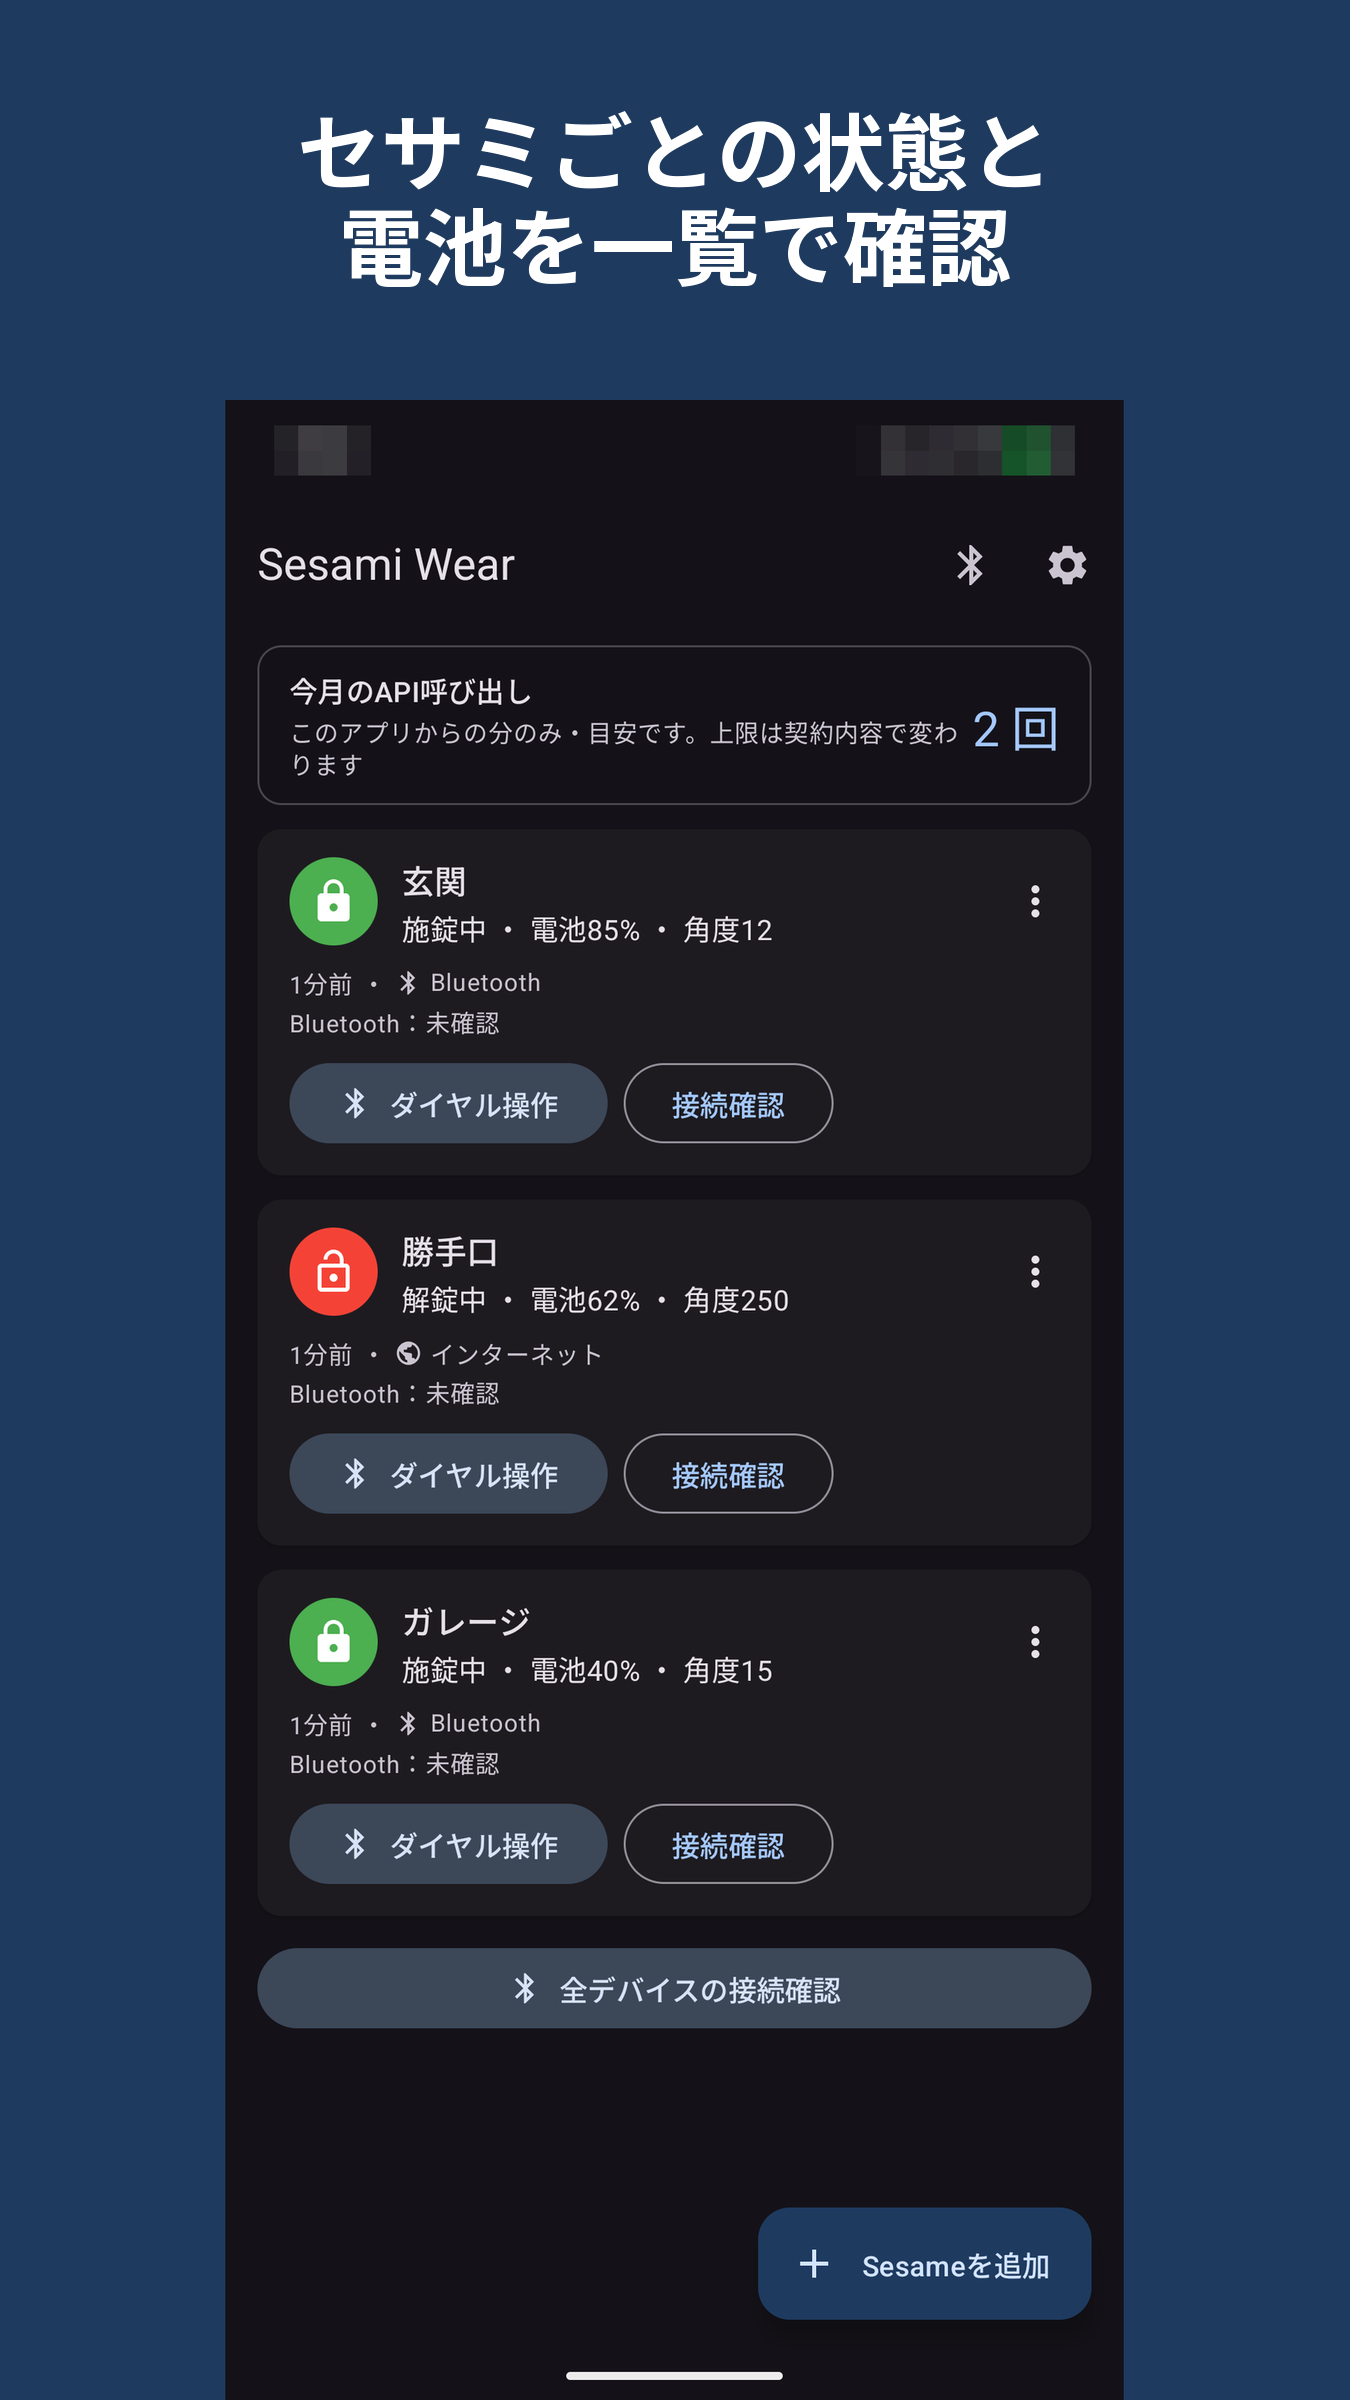 セサミごとの状態と
電池を一覧で確認
Sesami Wear
今月のAPI呼び出し
このアプリからの分のみ・目安です。上限は契約内容で変わ
ります
2 回
玄関
施錠中 ・ 電池85% ・ 角度12
1分前 ・ Bluetooth
Bluetooth：未確認
ダイヤル操作
接続確認
勝手口
解錠中 ・ 電池62% ・ 角度250
1分前 ・ インターネット
Bluetooth：未確認
ダイヤル操作
接続確認
ガレージ
施錠中 ・ 電池40% ・ 角度15
1分前 ・ Bluetooth
Bluetooth：未確認
ダイヤル操作
接続確認
全デバイスの接続確認
Sesameを追加